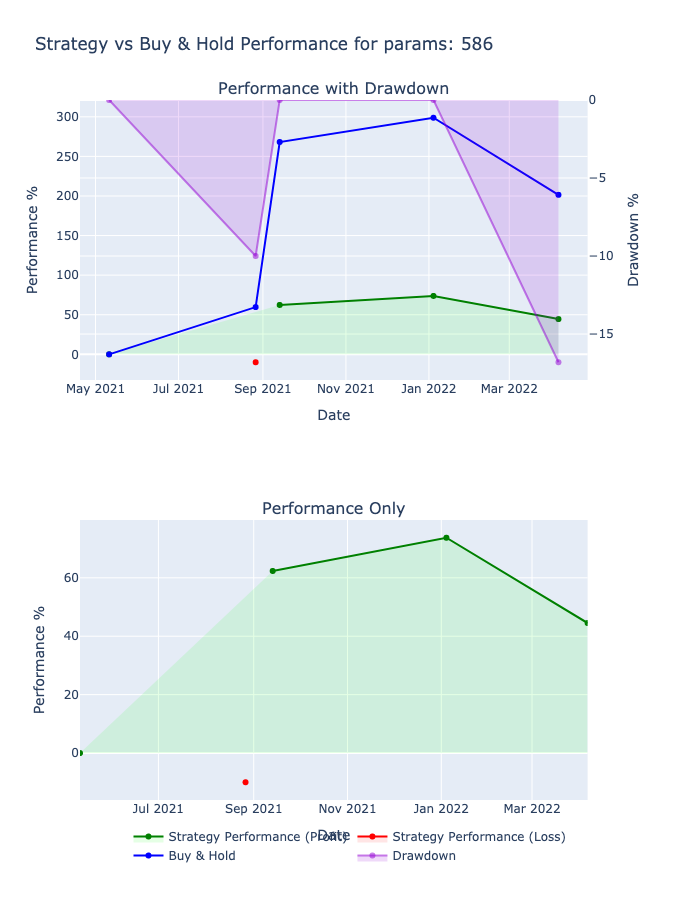 Strategy vs Buy & Hold Performance for params: 586
Performance with Drawdown
300
250
200
150
100
50
0
Performance %
0
−5
−10
−15
Drawdown %
May 2021 Jul 2021 Sep 2021 Nov 2021 Jan 2022 Mar 2022
Date
Performance Only
60
40
20
0
Performance %
Jul 2021 Sep 2021 Nov 2021 Jan 2022 Mar 2022
Date
Strategy Performance (Profit) Strategy Performance (Loss)
Buy & Hold Drawdown